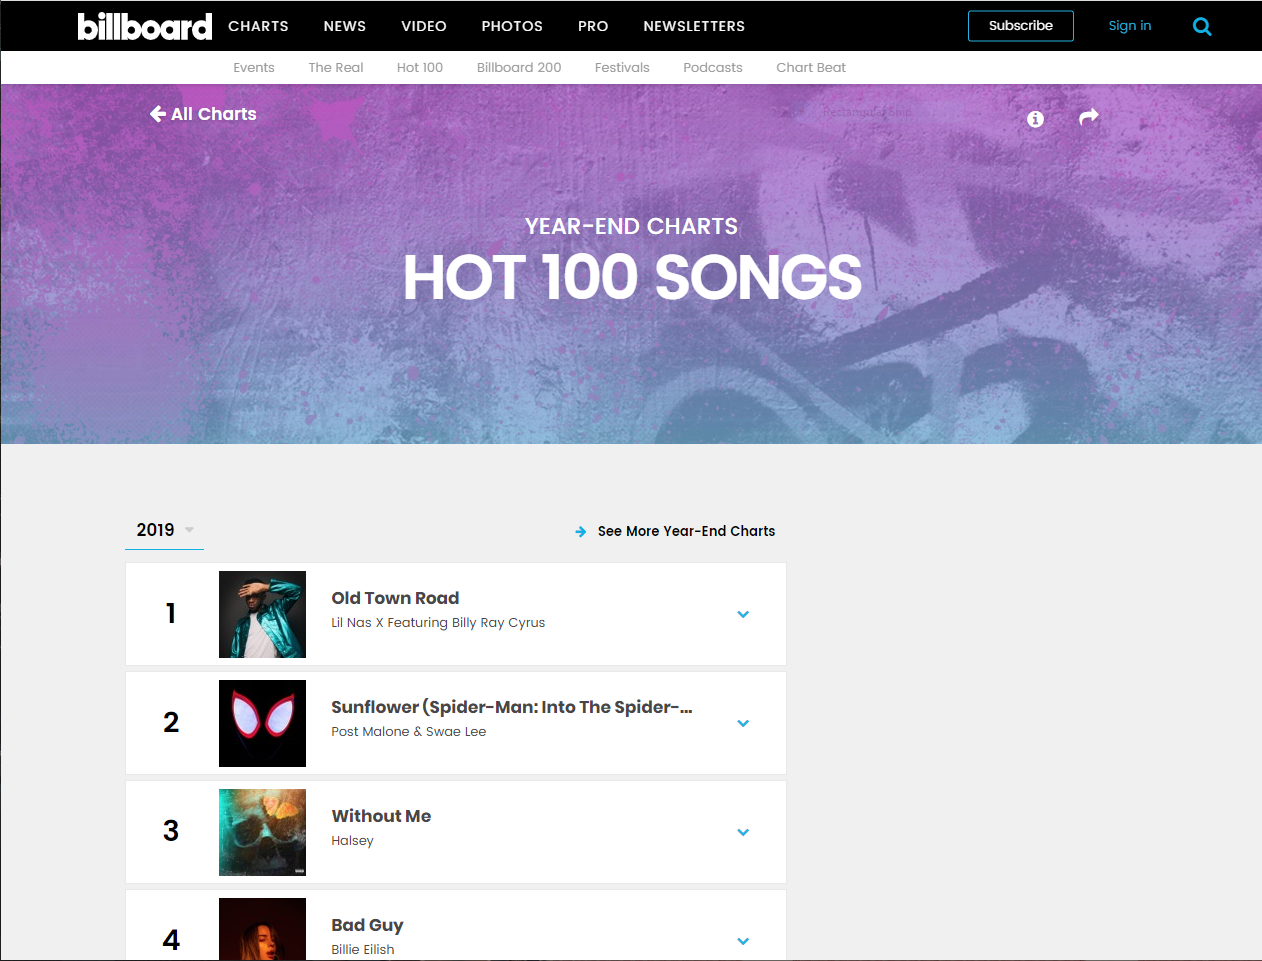 billboard CHARTS NEWS VIDEO PHOTOS PRO NEWSLETTERS Subscribe Sign in
Events The Real Hot 100 Billboard 200 Festivals Podcasts Chart Beat
All Charts
Rectangular Snip
YEAR-END CHARTS
HOT 100 SONGS
2019
See More Year-End Charts
1
Old Town Road
Lil Nas X Featuring Billy Ray Cyrus
2
Sunflower (Spider-Man: Into The Spider-...
Post Malone & Swae Lee
3
Without Me
Halsey
4
Bad Guy
Billie Eilish